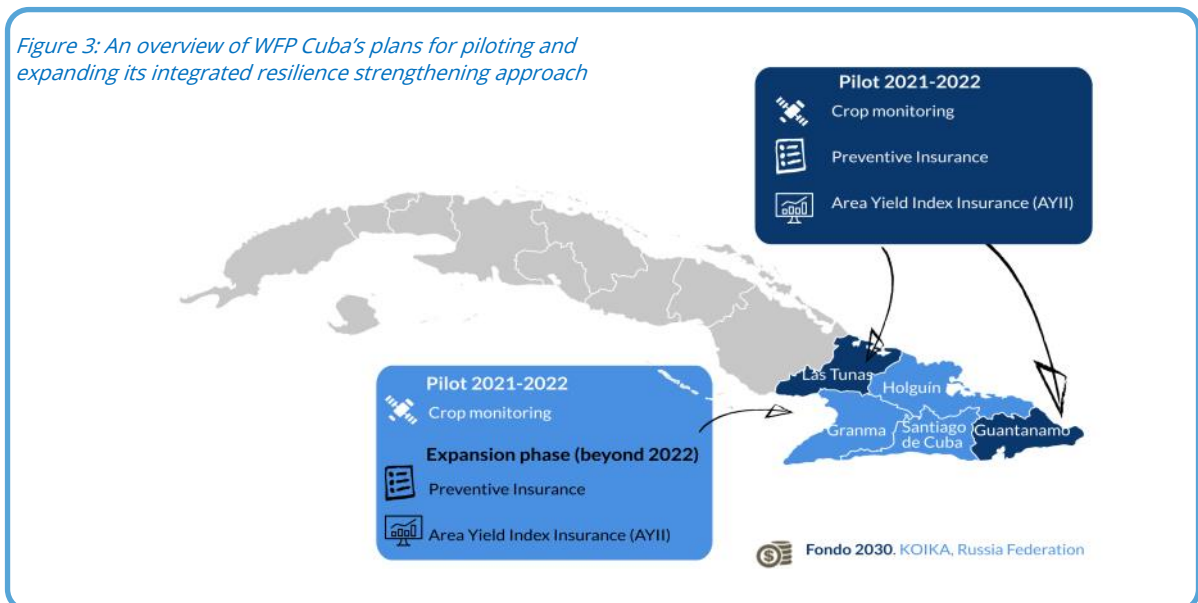 Figure 3: An overview of WFP Cuba's plans for piloting and
expanding its integrated resilience strengthening approach
Pilot 2021-2022
Crop monitoring
Preventive Insurance
Area Yield Index Insurance (AYII)
Las Tunas
Holguín
Granma
Santiago
de Cuba
Guantanamo
Pilot 2021-2022
Crop monitoring
Expansion phase (beyond 2022)
Preventive Insurance
Area Yield Index Insurance (AYII)
Fondo 2030. KOIKA, Russia Federation